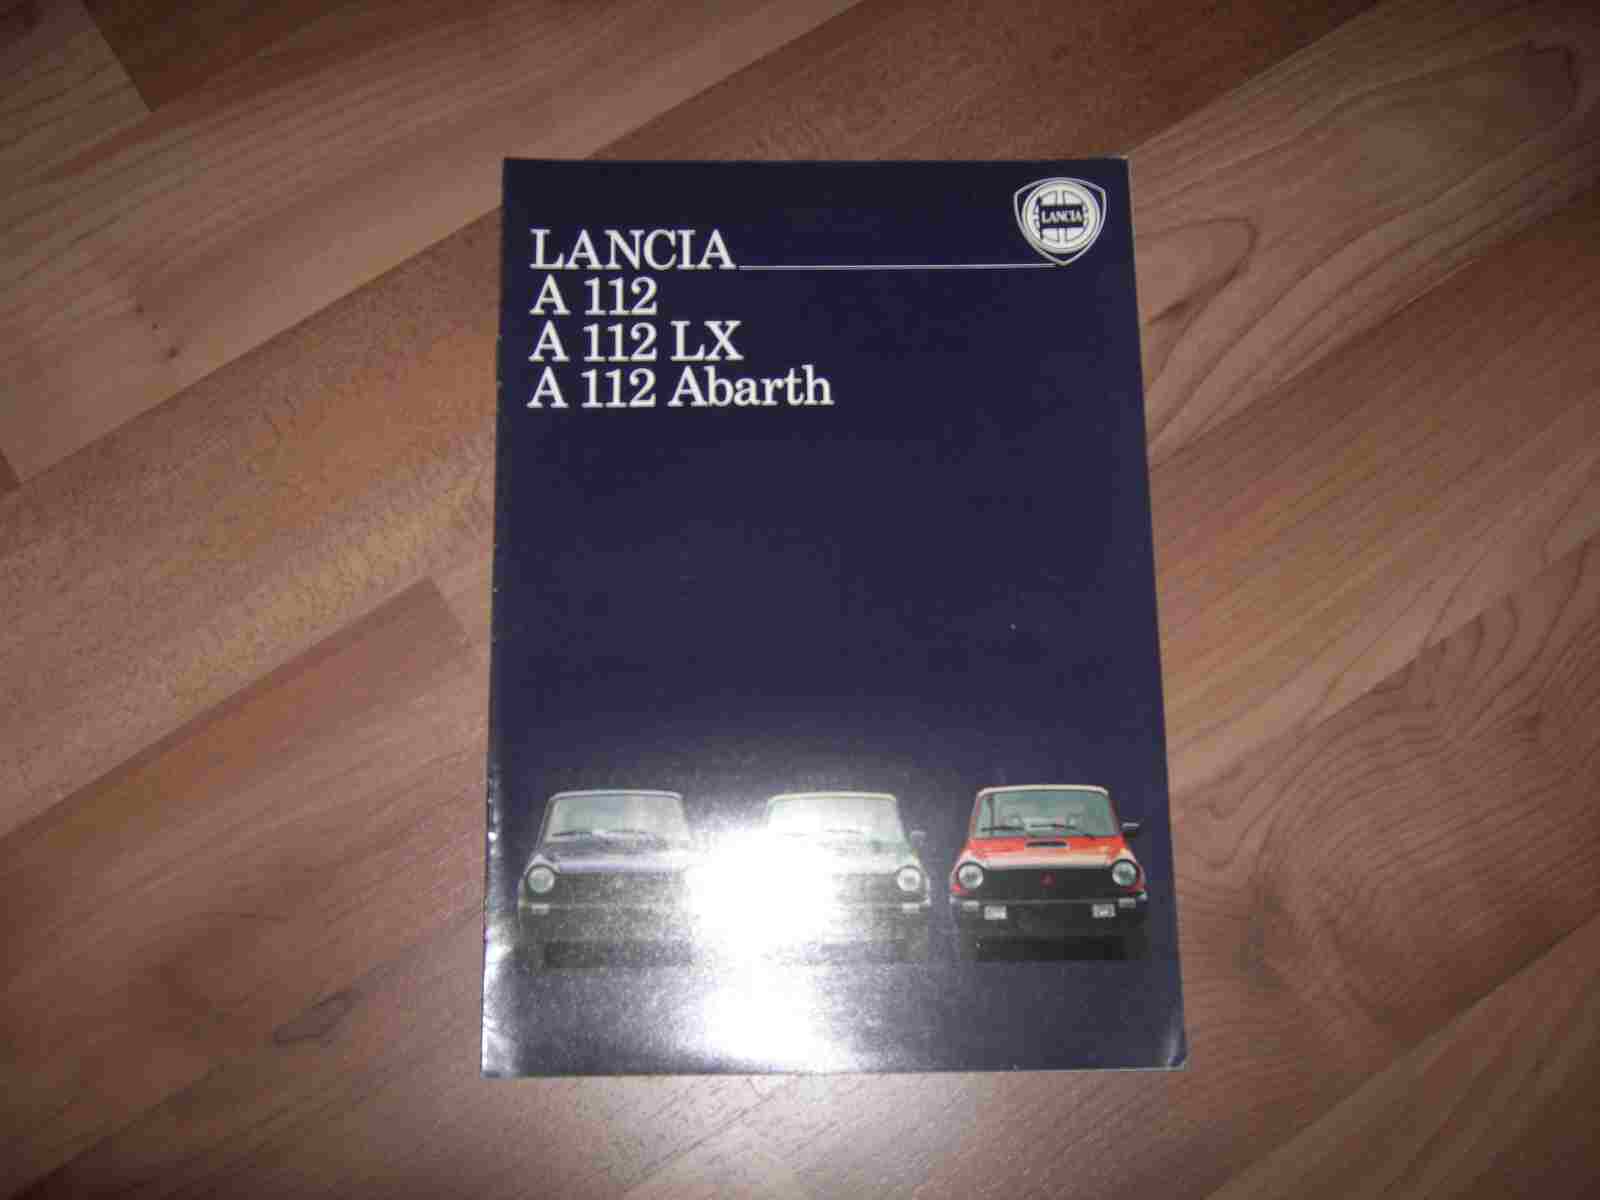 LANCIA
LANCIA
A 112
A 112 LX
A 112 Abarth